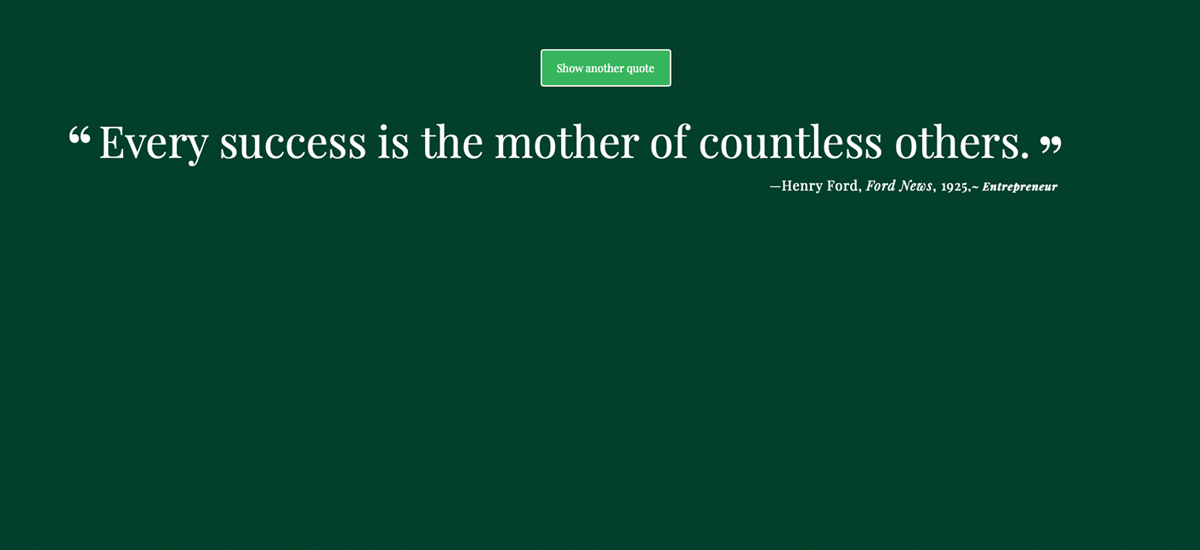 Show another quote
“ Every success is the mother of countless others. ”
—Henry Ford, Ford News, 1925,~ Entrepreneur